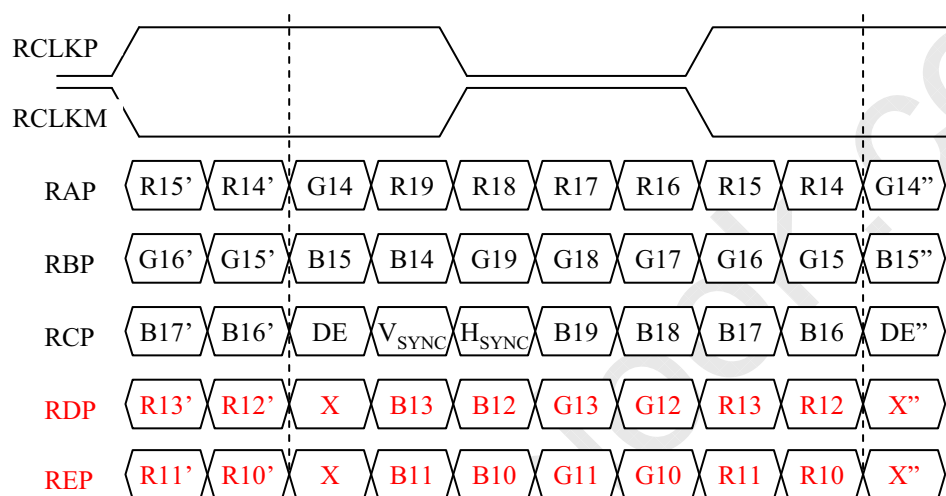 RCLKP
RCLKM
RAP R15’ R14’ G14 R19 R18 R17 R16 R15 R14 G14”
RBP G16’ G15’ B15 B14 G19 G18 G17 G16 G15 B15”
RCP B17’ B16’ DE VSYNC HSYNC B19 B18 B17 B16 DE”
RDP R13’ R12’ X B13 B12 G13 G12 R13 R12 X”
REP R11’ R10’ X B11 B10 G11 G10 R11 R10 X”